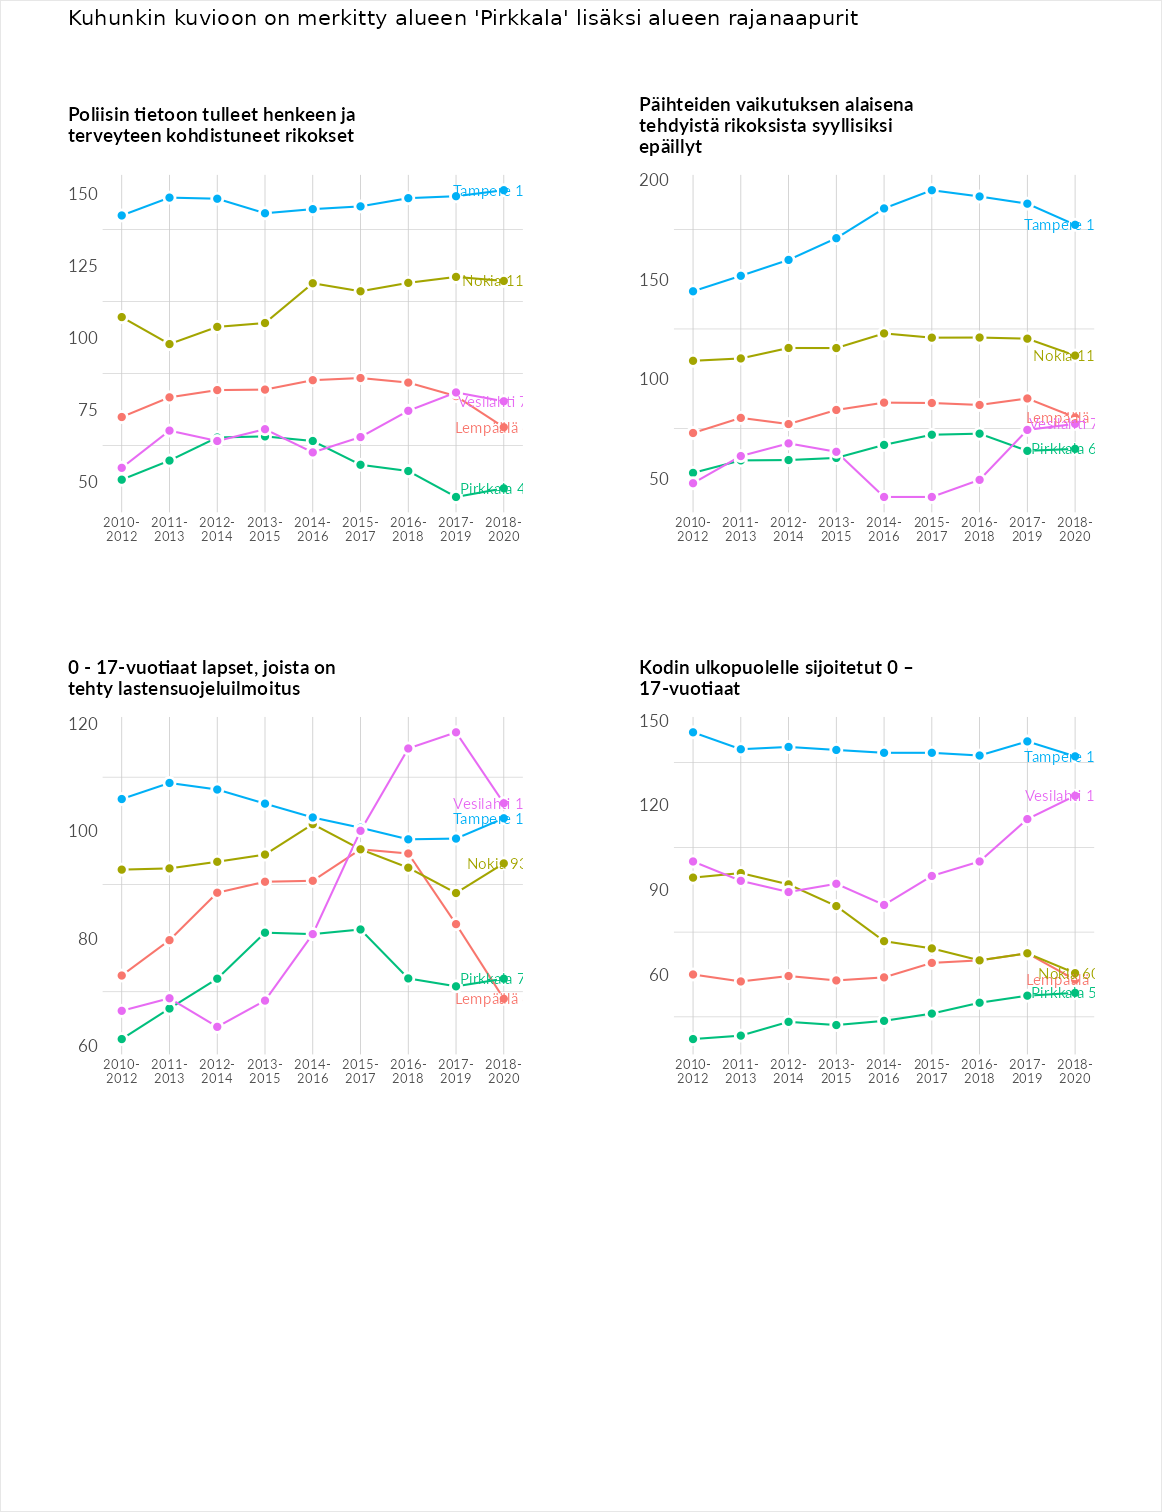 Kuhunkin kuvioon on merkitty alueen 'Pirkkala' lisäksi alueen rajanaapurit
Poliisin tietoon tulleet henkeen ja
terveyteen kohdistuneet rikokset
150
125
100
75
50
Tampere 1
Nokia 11
Vesilahti 7
Lempäälä
Pirkkala 4
2010-
2012
2011-
2013
2012-
2014
2013-
2015
2014-
2016
2015-
2017
2016-
2018
2017-
2019
2018-
2020
Päihteiden vaikutuksen alaisena
tehdyistä rikoksista syyllisiksi
epäillyt
200
150
100
50
Tampere 1
Nokia 11
Lempäälä
Vesilahti 7
Pirkkala 6
2010-
2012
2011-
2013
2012-
2014
2013-
2015
2014-
2016
2015-
2017
2016-
2018
2017-
2019
2018-
2020
0 - 17-vuotiaat lapset, joista on
tehty lastensuojeluilmoitus
120
100
80
60
Vesilahti 1
Tampere 1
Nokia 93
Pirkkala 7
Lempäälä
2010-
2012
2011-
2013
2012-
2014
2013-
2015
2014-
2016
2015-
2017
2016-
2018
2017-
2019
2018-
2020
Kodin ulkopuolelle sijoitetut 0 –
17-vuotiaat
150
120
90
60
Tampere 1
Vesilahti 1
Nokia 60
Lempäälä
Pirkkala 5
2010-
2012
2011-
2013
2012-
2014
2013-
2015
2014-
2016
2015-
2017
2016-
2018
2017-
2019
2018-
2020